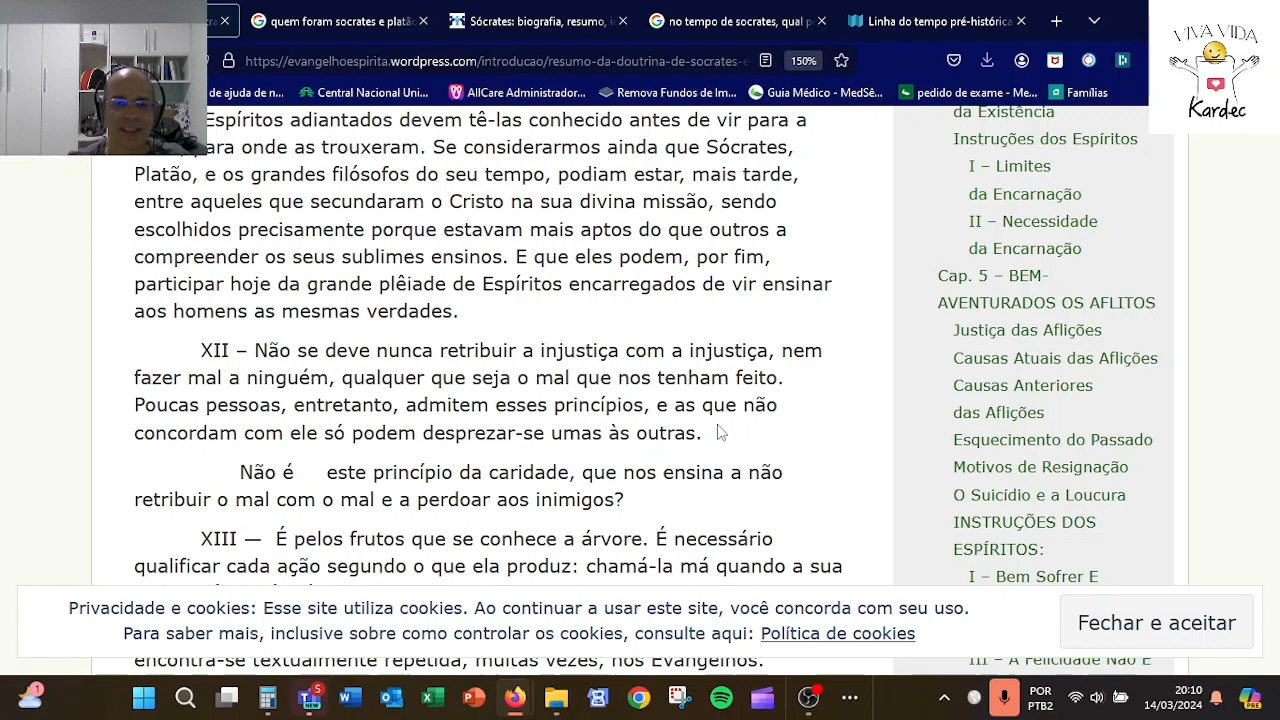 quem foram socrates e platão
Sócrates: biografia, resumo, i
no tempo de socrates, qual p
Linha do tempo pré-histórica
https://evangelhoespirita.wordpress.com/introducao/resumo-da-doutrina-de-socrates-e
150%
de ajuda de n...
Central Nacional Uni...
AllCare Administrador...
Remova Fundos de Im...
Guia Médico - MedSê...
pedido de exame - Me...
Famílias
VIVA VIDA
Kardec
Espíritos adiantados devem tê-las conhecido antes de vir para a
para onde as trouxeram. Se considerarmos ainda que Sócrates,
Platão, e os grandes filósofos do seu tempo, podiam estar, mais tarde,
entre aqueles que secundaram o Cristo na sua divina missão, sendo
escolhidos precisamente porque estavam mais aptos do que outros a
compreender os seus sublimes ensinos. E que eles podem, por fim,
participar hoje da grande plêiade de Espíritos encarregados de vir ensinar
aos homens as mesmas verdades.
XII – Não se deve nunca retribuir a injustiça com a injustiça, nem
fazer mal a ninguém, qualquer que seja o mal que nos tenham feito.
Poucas pessoas, entretanto, admitem esses princípios, e as que não
concordam com ele só podem desprezar-se umas às outras.
Não é este princípio da caridade, que nos ensina a não
retribuir o mal com o mal e a perdoar aos inimigos?
XIII — É pelos frutos que se conhece a árvore. É necessário
qualificar cada ação segundo o que ela produz: chamá-la má quando a sua
encontra-se textualmente repetida, muitas vezes, nos Evangelhos.
da Existência
Instruções dos Espíritos
I – Limites
da Encarnação
II – Necessidade
da Encarnação
Cap. 5 – BEM-
AVENTURADOS OS AFLITOS
Justiça das Aflições
Causas Atuais das Aflições
Causas Anteriores
das Aflições
Esquecimento do Passado
Motivos de Resignação
O Suicídio e a Loucura
INSTRUÇÕES DOS
ESPÍRITOS:
I – Bem Sofrer E
III – A Felicidade Não É
Privacidade e cookies: Esse site utiliza cookies. Ao continuar a usar este site, você concorda com seu uso.
Para saber mais, inclusive sobre como controlar os cookies, consulte aqui: Política de cookies
Fechar e aceitar
1
5
NEW
POR
PTB2
20:10
14/03/2024
PRE